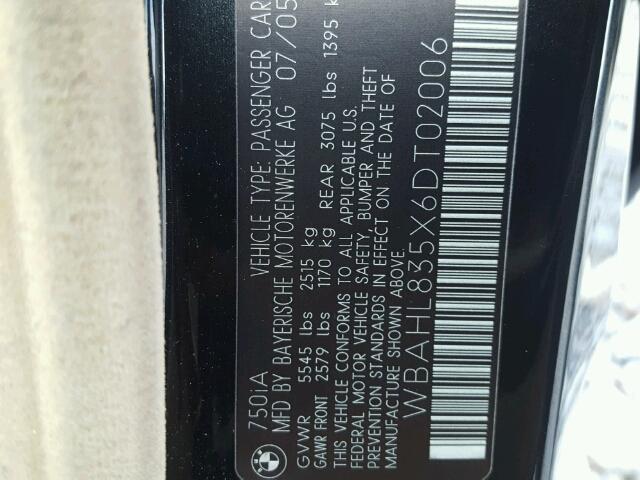 7501A VEHICLE TYPE: PASSENGER CAR
MFD BY BAYERISCHE MOTORENWERKE AG 07/05
GVWR 5545 lbs 2515 kg
GAWR FRONT 2579 lbs 1170 kg REAR 3075 lbs 1395 k
THIS VEHICLE CONFORMS TO ALL APPLICABLE U.S.
FEDERAL MOTOR VEHICLE SAFETY, BUMPER AND THEFT
PREVENTION STANDARDS IN EFFECT ON THE DATE OF
MANUFACTURE SHOWN ABOVE.
WBAHL835X6DT02006